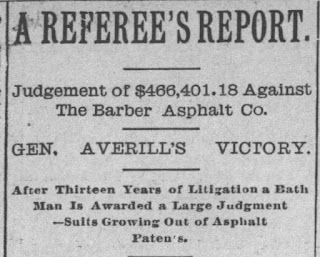 A REFEREE'S REPORT.
Judgement of $466,401.18 Against
The Barber Asphalt Co.
GEN. AVERILL'S VICTORY.
After Thirteen Years of Litigation a Bath
Man Is Awarded a Large Judgment
—Suits Growing Out of Asphalt
Paten's.